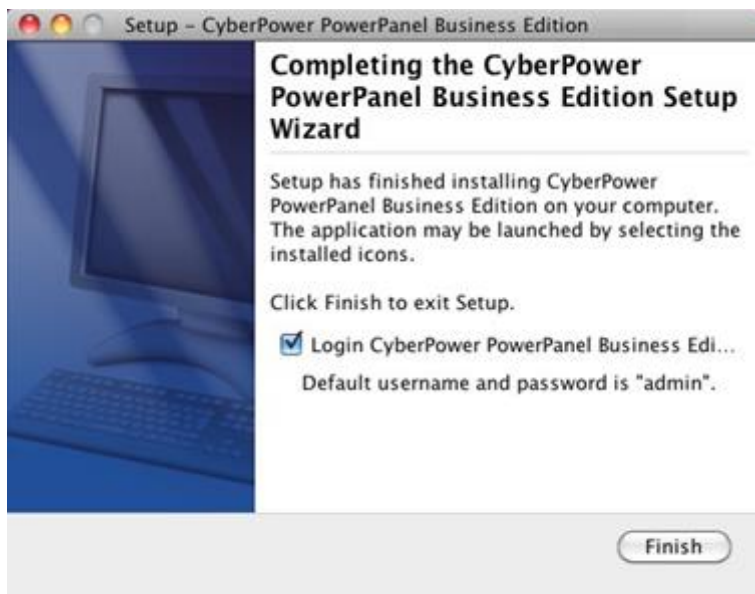 Setup – CyberPower PowerPanel Business Edition
Completing the CyberPower
PowerPanel Business Edition Setup
Wizard
Setup has finished installing CyberPower
PowerPanel Business Edition on your computer.
The application may be launched by selecting the
installed icons.
Click Finish to exit Setup.
Login CyberPower PowerPanel Business Edi...
Default username and password is "admin".
Finish